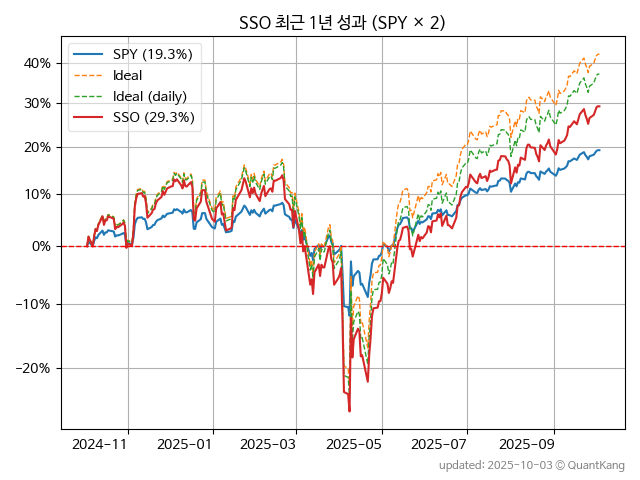 SSO 최근 1년 성과 (SPY × 2)
SPY (19.3%)
Ideal
Ideal (daily)
SSO (29.3%)
40%
30%
20%
10%
0%
−10%
−20%
2024-11 2025-01 2025-03 2025-05 2025-07 2025-09
updated: 2025-10-03 © QuantKang